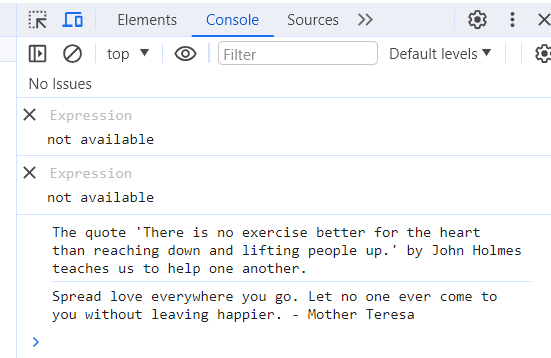 Elements Console Sources
top Filter Default levels
No Issues
Expression
not available
Expression
not available
The quote 'There is no exercise better for the heart
than reaching down and lifting people up.' by John Holmes
teaches us to help one another.
Spread love everywhere you go. Let no one ever come to
you without leaving happier. - Mother Teresa